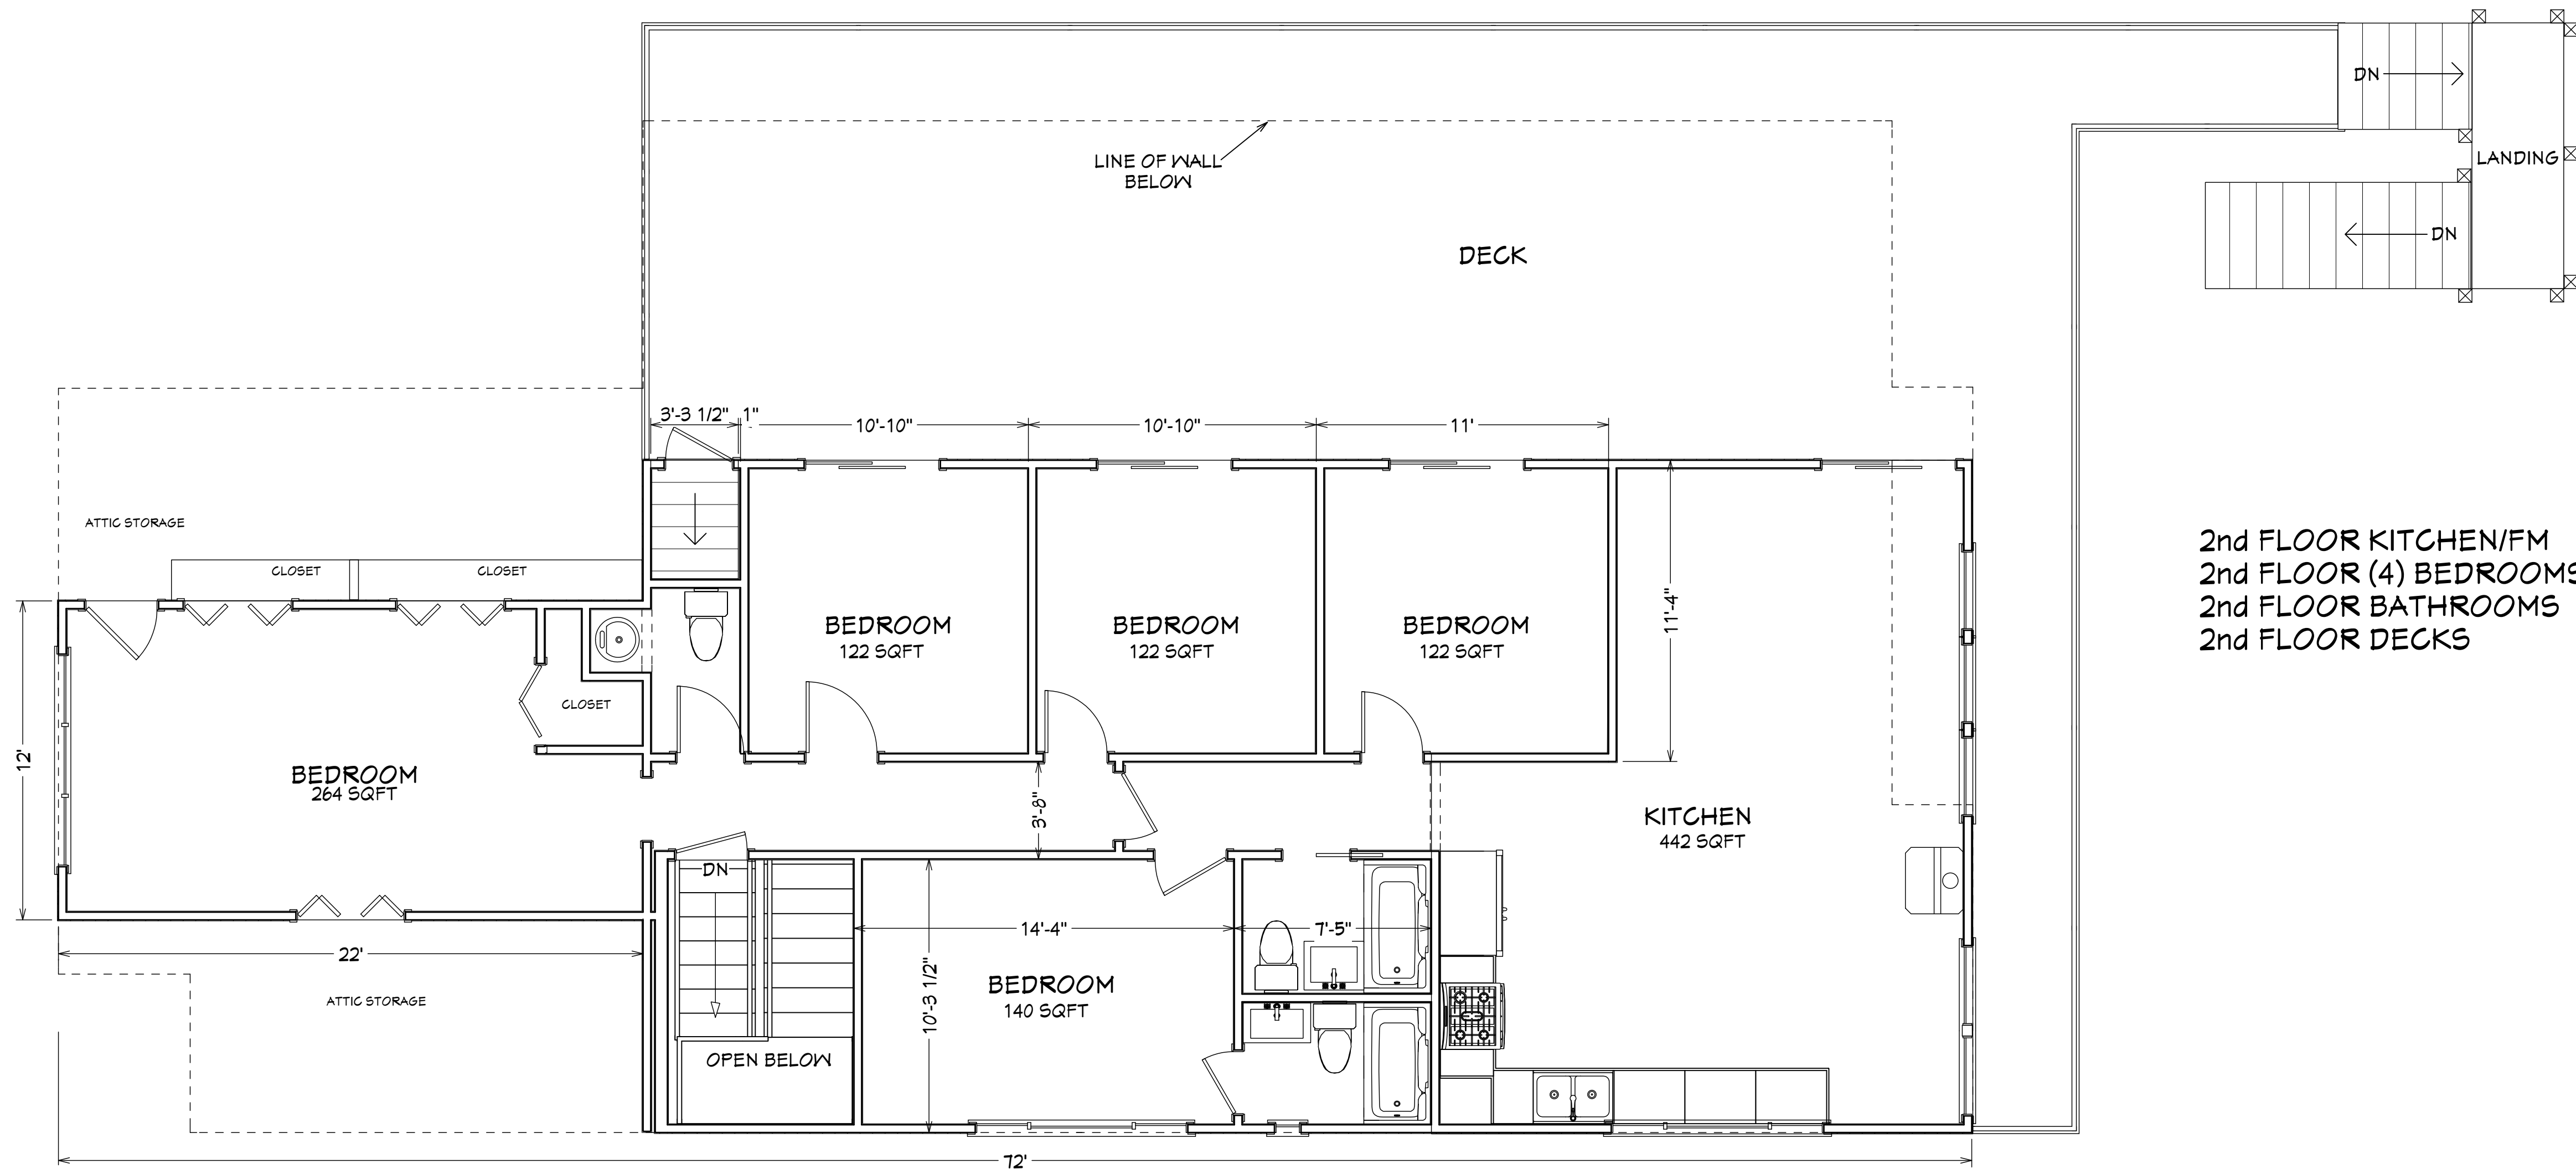 DN
LANDING
DN
LINE OF WALL
BELOW
DECK
3'-3 1/2"
1"
10'-10"
10'-10"
11'
ATTIC STORAGE
CLOSET
CLOSET
2nd FLOOR KITCHEN/FM
2nd FLOOR (4) BEDROOMS
2nd FLOOR BATHROOMS
2nd FLOOR DECKS
11'-4"
BEDROOM
122 SQFT
BEDROOM
122 SQFT
BEDROOM
122 SQFT
CLOSET
12'
BEDROOM
264 SQFT
3'-8"
KITCHEN
442 SQFT
DN
14'-4"
7'-5"
22'
10'-3 1/2"
BEDROOM
140 SQFT
ATTIC STORAGE
OPEN BELOW
72'